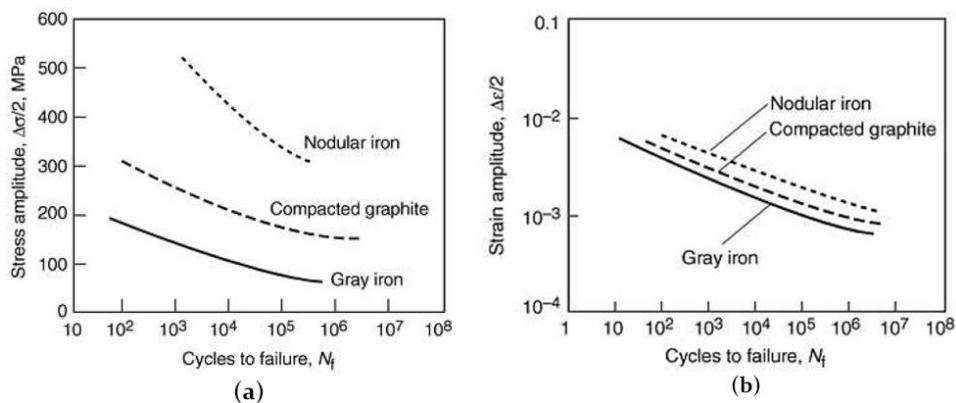 600
500
400
300
200
100
0
Stress amplitude, Δσ/2, MPa
Nodular iron
Compacted graphite
Gray iron
10 10² 10³ 10⁴ 10⁵ 10⁶ 10⁷ 10⁸
Cycles to failure, Nf
(a)
0.1
10⁻²
10⁻³
10⁻⁴
Strain amplitude, Δε/2
Nodular iron
Compacted graphite
Gray iron
1 10 10² 10³ 10⁴ 10⁵ 10⁶ 10⁷ 10⁸
Cycles to failure, Nf
(b)